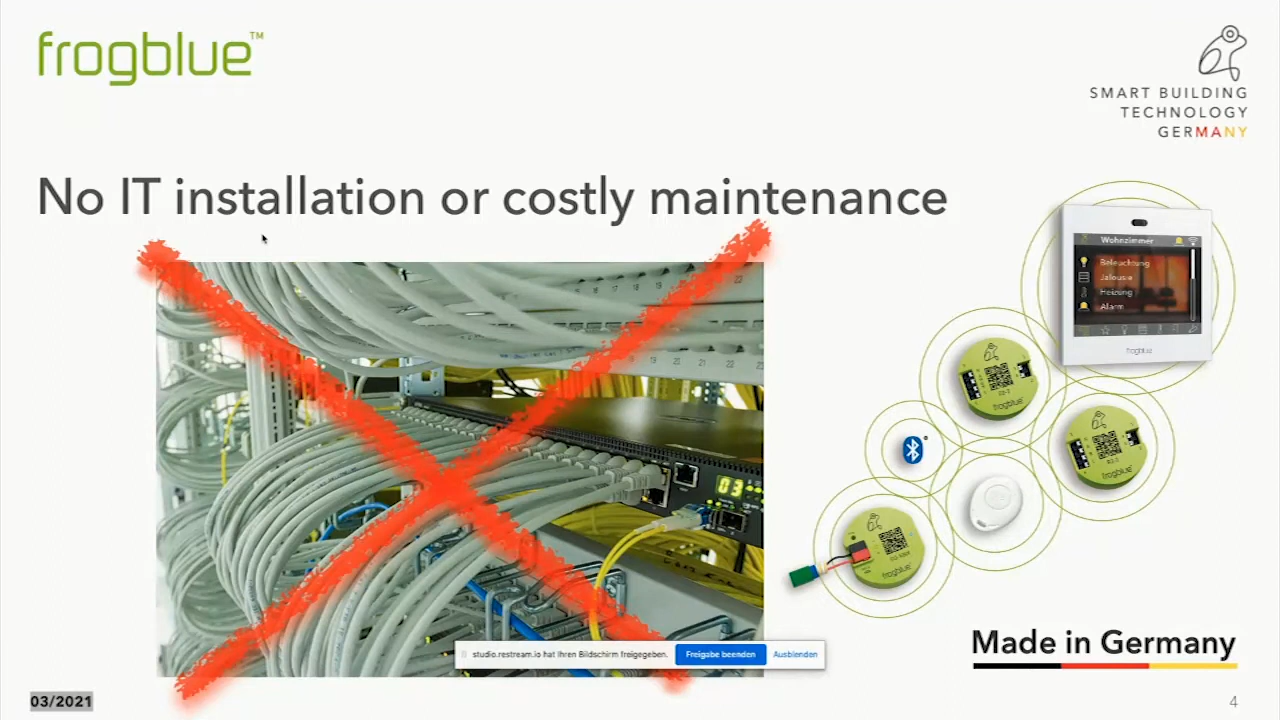 frogblue™
SMART BUILDING
TECHNOLOGY
GERMANY
No IT installation or costly maintenance
Wohnzimmer
Beleuchtung
Jalousie
Heizung
Alarm
frogblue
frogblue
frogblue
frogblue
03
studio.restream.io hat Ihren Bildschirm freigegeben.
Freigabe beenden
Ausblenden
Made in Germany
03/2021
4